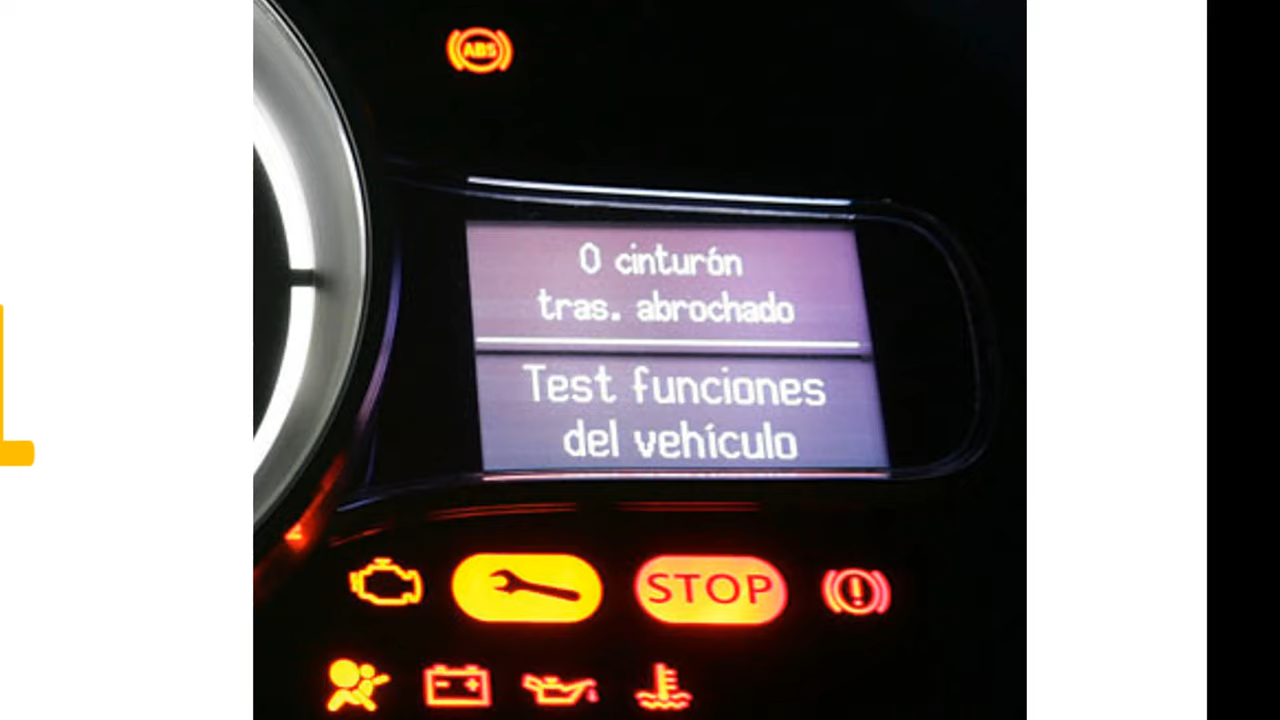 ABS
0 cinturón
tras. abrochado
Test funciones
del vehículo
STOP